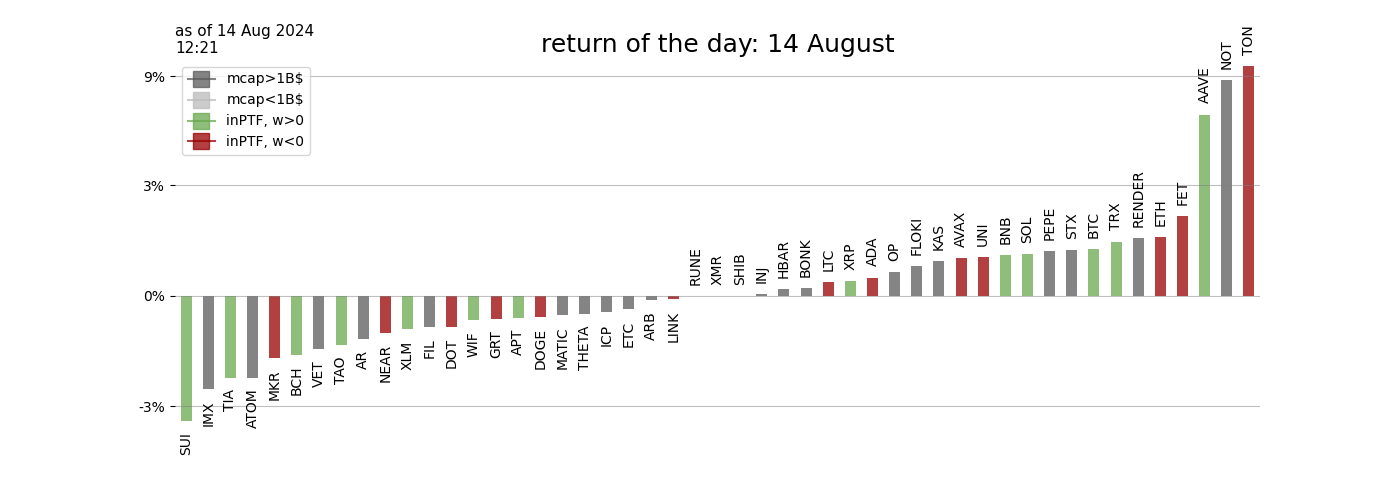 as of 14 Aug 2024
12:21
return of the day: 14 August
mcap>1B$
mcap<1B$
inPTF, w>0
inPTF, w<0
9%
3%
0%
-3%
SUI
IMX
TIA
ATOM
MKR
BCH
VET
TAO
AR
NEAR
XLM
FIL
DOT
WIF
GRT
APT
DOGE
MATIC
THETA
ICP
ETC
ARB
LINK
RUNE
XMR
SHIB
INJ
HBAR
BONK
LTC
XRP
ADA
OP
FLOKI
KAS
AVAX
UNI
BNB
SOL
PEPE
STX
BTC
TRX
RENDER
ETH
FET
AAVE
NOT
TON